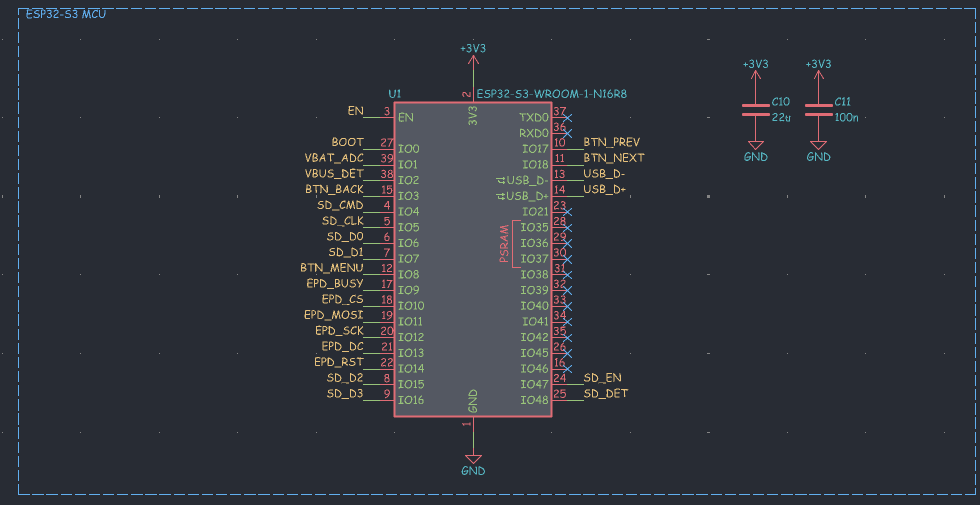 ESP32-S3 MCU
+3V3
U1 ESP32-S3-WROOM-1-N16R8
2
3V3
EN 3 EN
BOOT 27 IO0
VBAT_ADC 39 IO1
VBUS_DET 38 IO2
BTN_BACK 15 IO3
SD_CMD 4 IO4
SD_CLK 5 IO5
SD_D0 6 IO6
SD_D1 7 IO7
BTN_MENU 12 IO8
EPD_BUSY 17 IO9
EPD_CS 18 IO10
EPD_MOSI 19 IO11
EPD_SCK 20 IO12
EPD_DC 21 IO13
EPD_RST 22 IO14
SD_D2 8 IO15
SD_D3 9 IO16
TXD0 37
RXD0 36
IO17 10 BTN_PREV
IO18 11 BTN_NEXT
USB_D- 13 USB_D-
USB_D+ 14 USB_D+
IO21 23
PSRAM
IO35 28
IO36 29
IO37 30
IO38 31
IO39 32
IO40 33
IO41 34
IO42 35
IO45 26
IO46 16
IO47 24 SD_EN
IO48 25 SD_DET
GND
1
GND
+3V3
C10
22u
GND
+3V3
C11
100n
GND